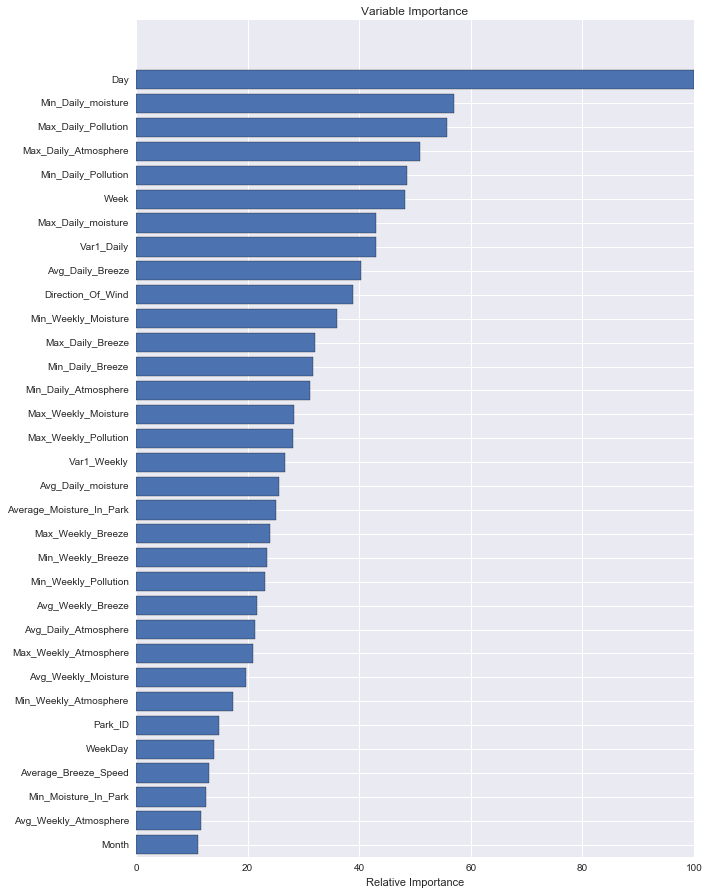 Variable Importance
Day
Min_Daily_moisture
Max_Daily_Pollution
Max_Daily_Atmosphere
Min_Daily_Pollution
Week
Max_Daily_moisture
Var1_Daily
Avg_Daily_Breeze
Direction_Of_Wind
Min_Weekly_Moisture
Max_Daily_Breeze
Min_Daily_Breeze
Min_Daily_Atmosphere
Max_Weekly_Moisture
Max_Weekly_Pollution
Var1_Weekly
Avg_Daily_moisture
Average_Moisture_In_Park
Max_Weekly_Breeze
Min_Weekly_Breeze
Min_Weekly_Pollution
Avg_Weekly_Breeze
Avg_Daily_Atmosphere
Max_Weekly_Atmosphere
Avg_Weekly_Moisture
Min_Weekly_Atmosphere
Park_ID
WeekDay
Average_Breeze_Speed
Min_Moisture_In_Park
Avg_Weekly_Atmosphere
Month
0 20 40 60 80 100
Relative Importance